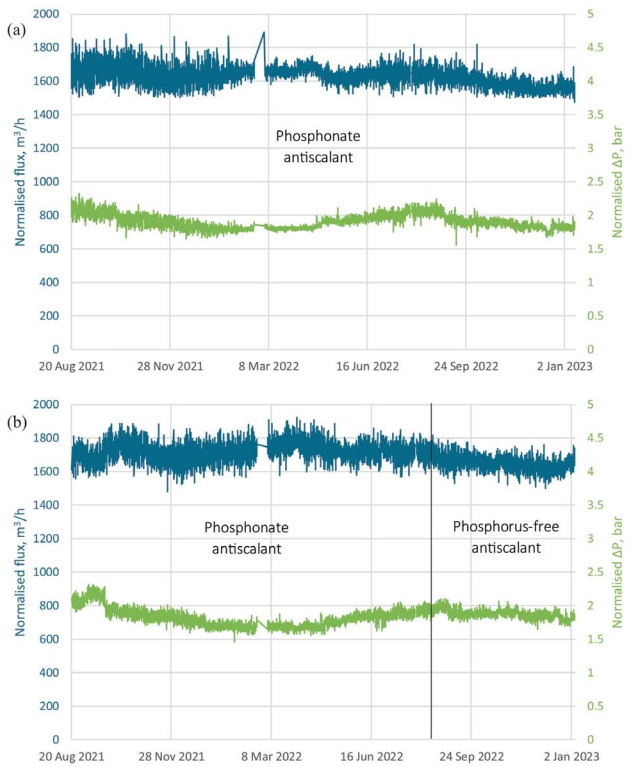 (a)
2000
1800
1600
1400
1200
1000
800
600
400
200
0
Normalised flux, m³/h
5
4.5
4
3.5
3
2.5
2
1.5
1
0.5
0
Normalised ΔP, bar
Phosphonate
antiscalant
20 Aug 2021
28 Nov 2021
8 Mar 2022
16 Jun 2022
24 Sep 2022
2 Jan 2023
(b)
2000
1800
1600
1400
1200
1000
800
600
400
200
0
Normalised flux, m³/h
5
4.5
4
3.5
3
2.5
2
1.5
1
0.5
0
Normalised ΔP, bar
Phosphonate
antiscalant
Phosphorus-free
antiscalant
20 Aug 2021
28 Nov 2021
8 Mar 2022
16 Jun 2022
24 Sep 2022
2 Jan 2023